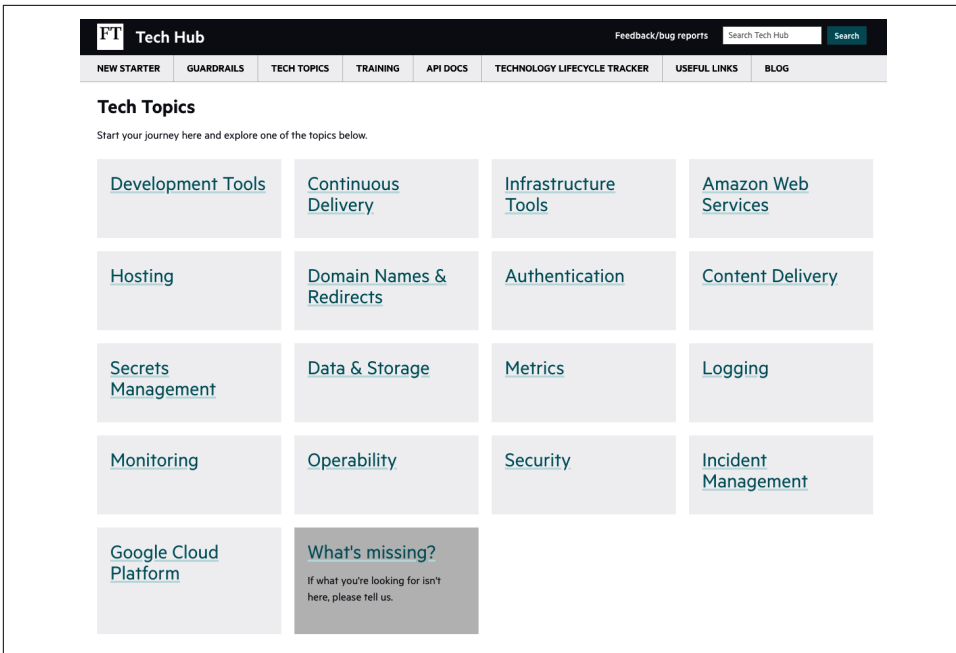 FT Tech Hub
Feedback/bug reports Search Tech Hub Search
NEW STARTER GUARDRAILS TECH TOPICS TRAINING API DOCS TECHNOLOGY LIFECYCLE TRACKER USEFUL LINKS BLOG
Tech Topics
Start your journey here and explore one of the topics below.
Development Tools
Continuous
Delivery
Infrastructure
Tools
Amazon Web
Services
Hosting
Domain Names &
Redirects
Authentication
Content Delivery
Secrets
Management
Data & Storage
Metrics
Logging
Monitoring
Operability
Security
Incident
Management
Google Cloud
Platform
What's missing?
If what you're looking for isn't
here, please tell us.